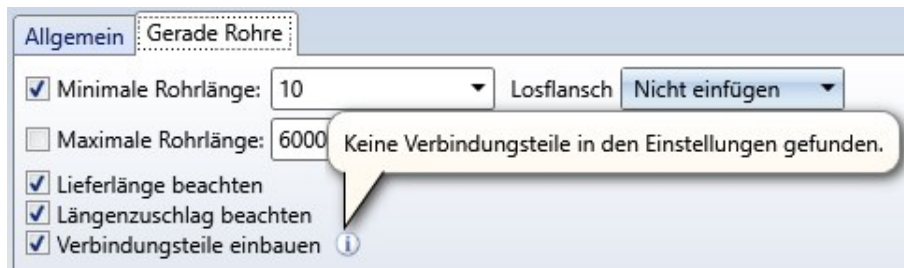 Allgemein Gerade Rohre
Minimale Rohrlänge: 10 Losflansch Nicht einfügen
Maximale Rohrlänge: 6000 Keine Verbindungsteile in den Einstellungen gefunden.
Lieferlänge beachten
Längenzuschlag beachten
Verbindungsteile einbauen